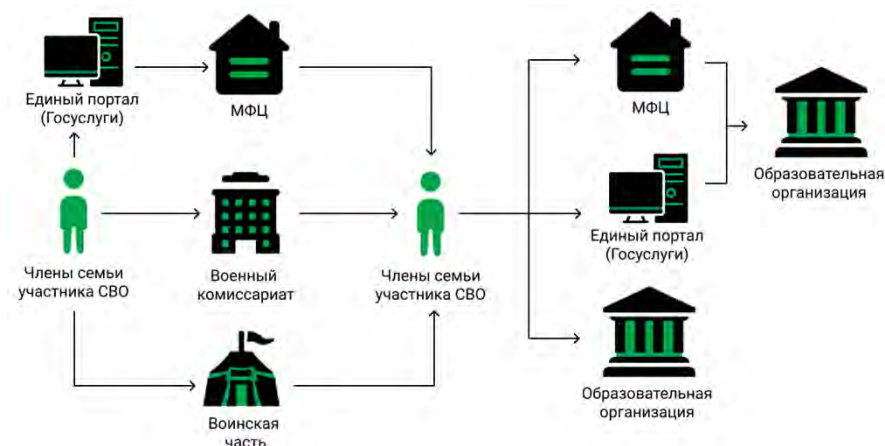 Единый портал
(Госуслуги)
МФЦ
Члены семьи
участника СВО
Военный
комиссариат
Воинская
часть
Члены семьи
участника СВО
МФЦ
Единый портал
(Госуслуги)
Образовательная
организация
Образовательная
организация